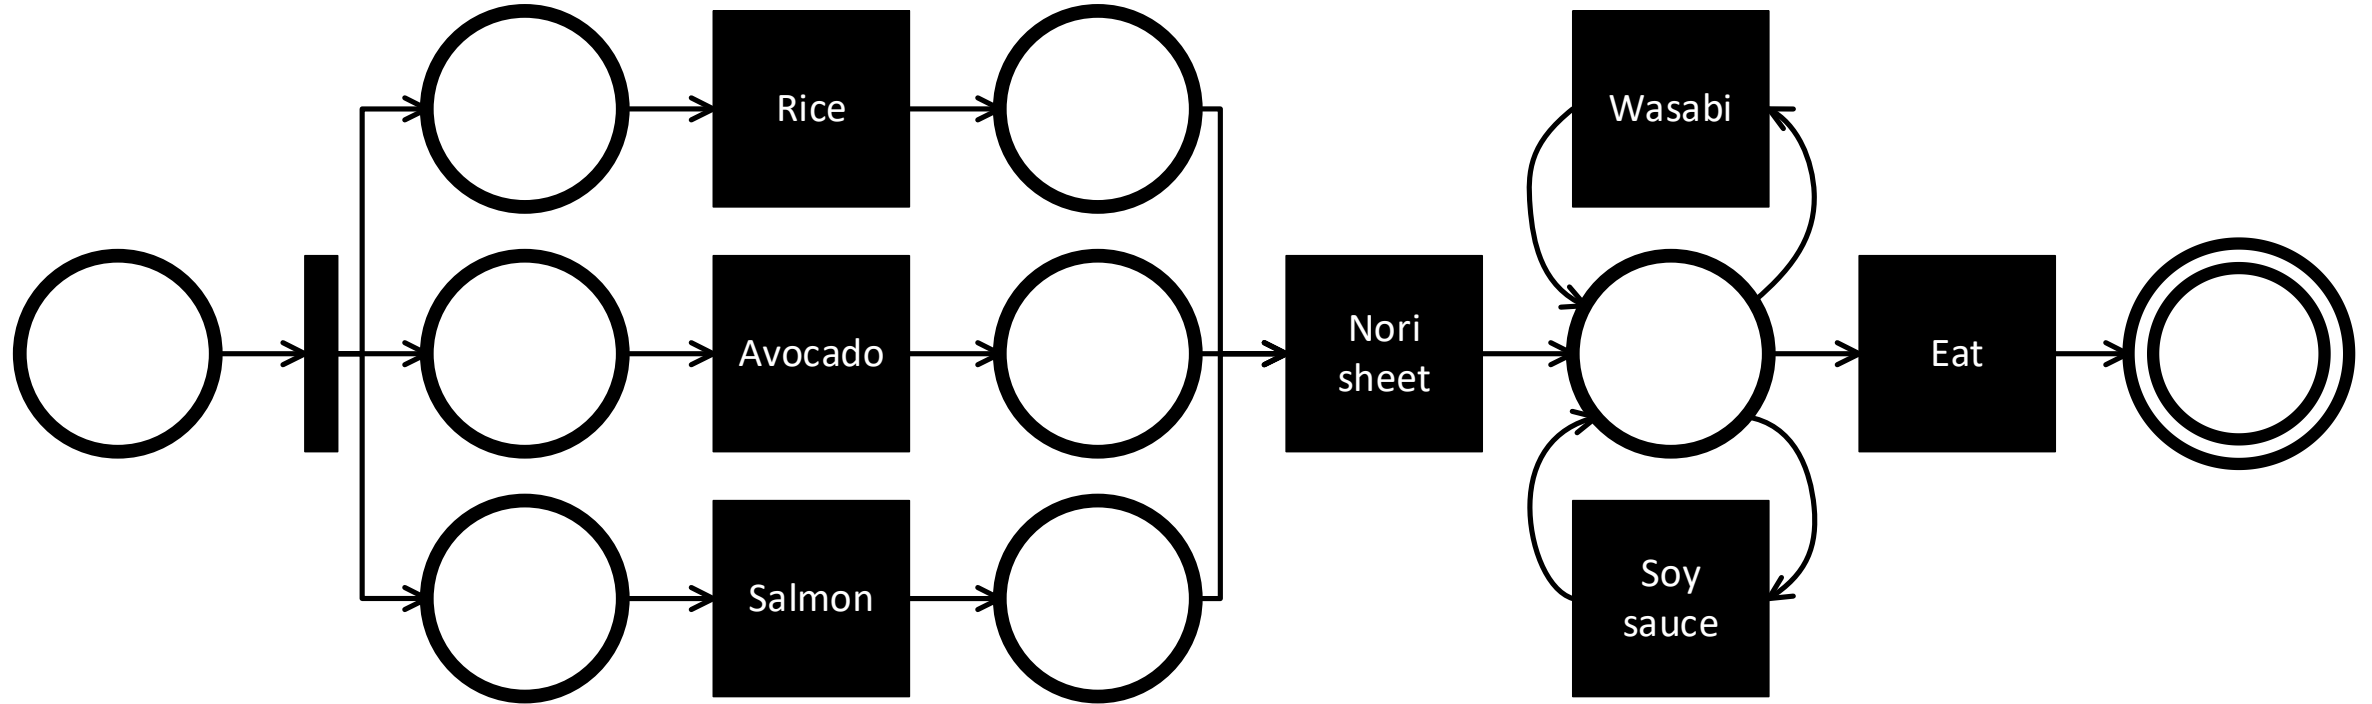 Rice
Wasabi
Avocado
Nori
sheet
Eat
Salmon
Soy
sauce